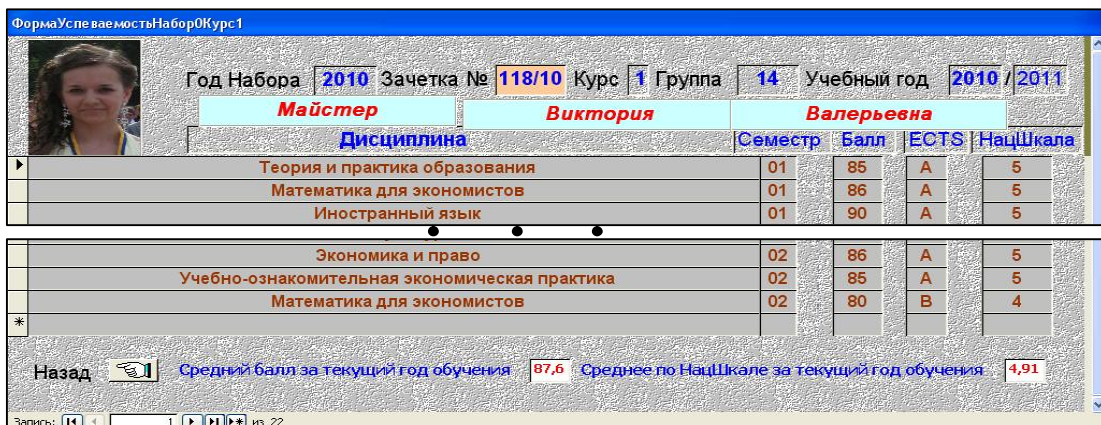 ФормаУспеваемостьНабор0Курс1
Год Набора 2010 Зачетка № 118/10 Курс 1 Группа 14 Учебный год 2010 / 2011
Майстер Виктория Валерьевна
Дисциплина Семестр Балл ECTS НацШкала
Теория и практика образования 01 85 A 5
Математика для экономистов 01 86 A 5
Иностранный язык 01 90 A 5
Экономика и право 02 86 A 5
Учебно-ознакомительная экономическая практика 02 85 A 5
Математика для экономистов 02 80 B 4
Назад Средний балл за текущий год обучения 87,6 Среднее по НацШкале за текущий год обучения 4,91
Запись: 1 из 22